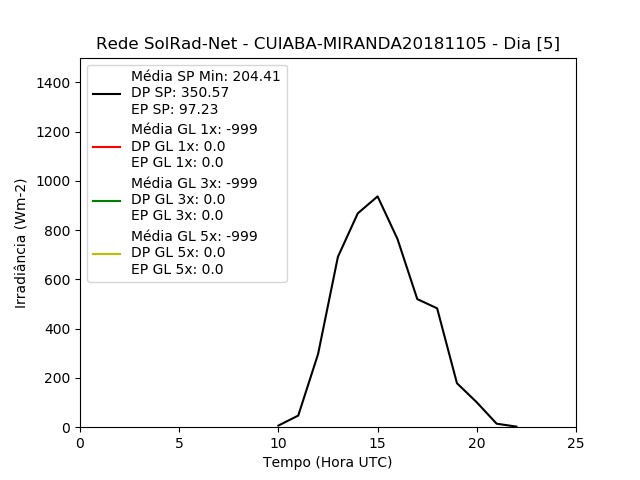 Rede SolRad-Net - CUIABA-MIRANDA20181105 - Dia [5]
Média SP Min: 204.41
DP SP: 350.57
EP SP: 97.23
Média GL 1x: -999
DP GL 1x: 0.0
EP GL 1x: 0.0
Média GL 3x: -999
DP GL 3x: 0.0
EP GL 3x: 0.0
Média GL 5x: -999
DP GL 5x: 0.0
EP GL 5x: 0.0
Irradiância (Wm-2)
1400
1200
1000
800
600
400
200
0
0 5 10 15 20 25
Tempo (Hora UTC)